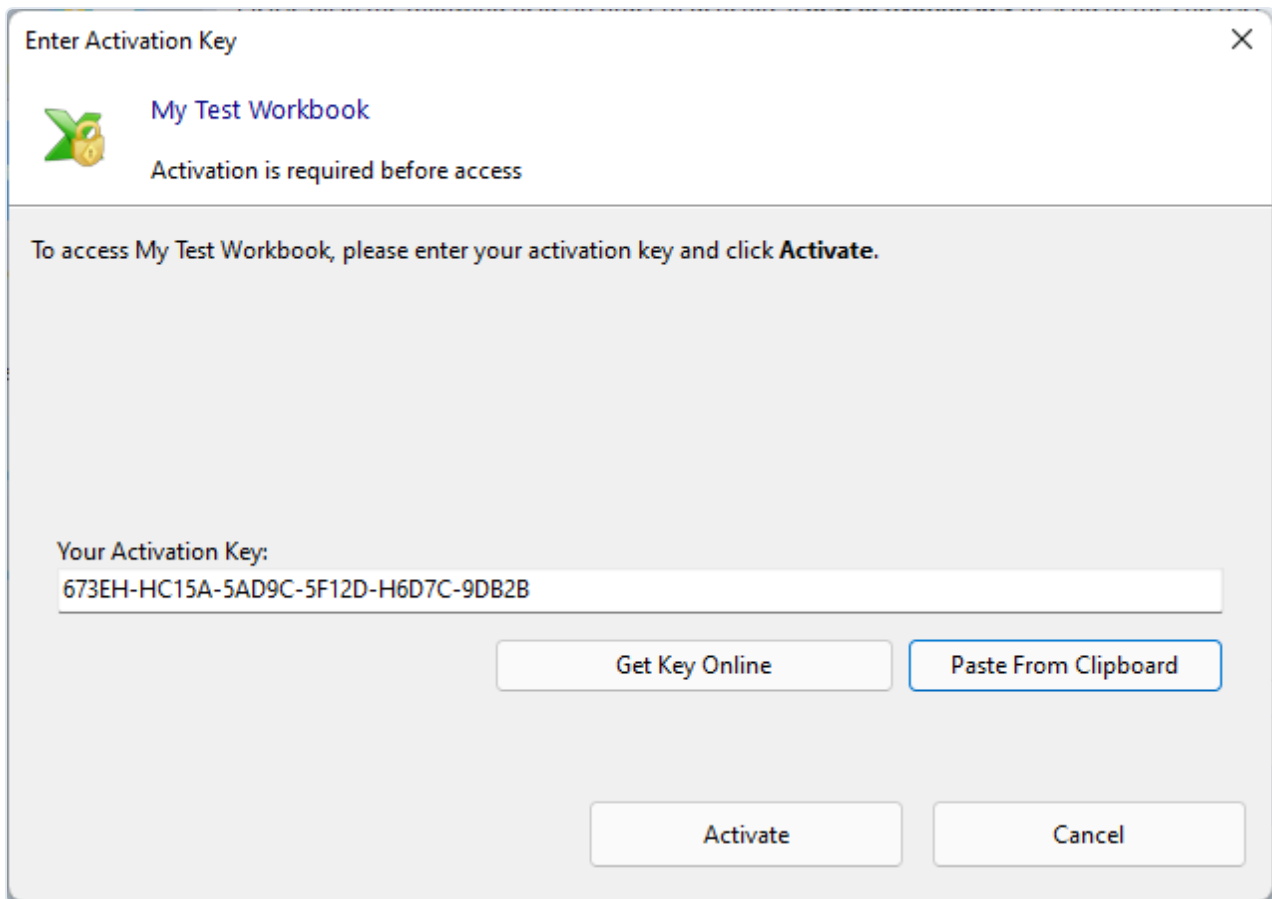 Enter Activation Key
My Test Workbook
Activation is required before access
To access My Test Workbook, please enter your activation key and click Activate.
Your Activation Key:
673EH-HC15A-5AD9C-5F12D-H6D7C-9DB2B
Get Key Online
Paste From Clipboard
Activate
Cancel